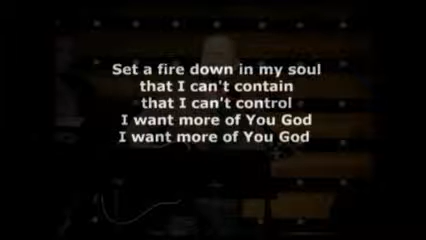 Set a fire down in my soul
that I can't contain
that I can't control
I want more of You God
I want more of You God